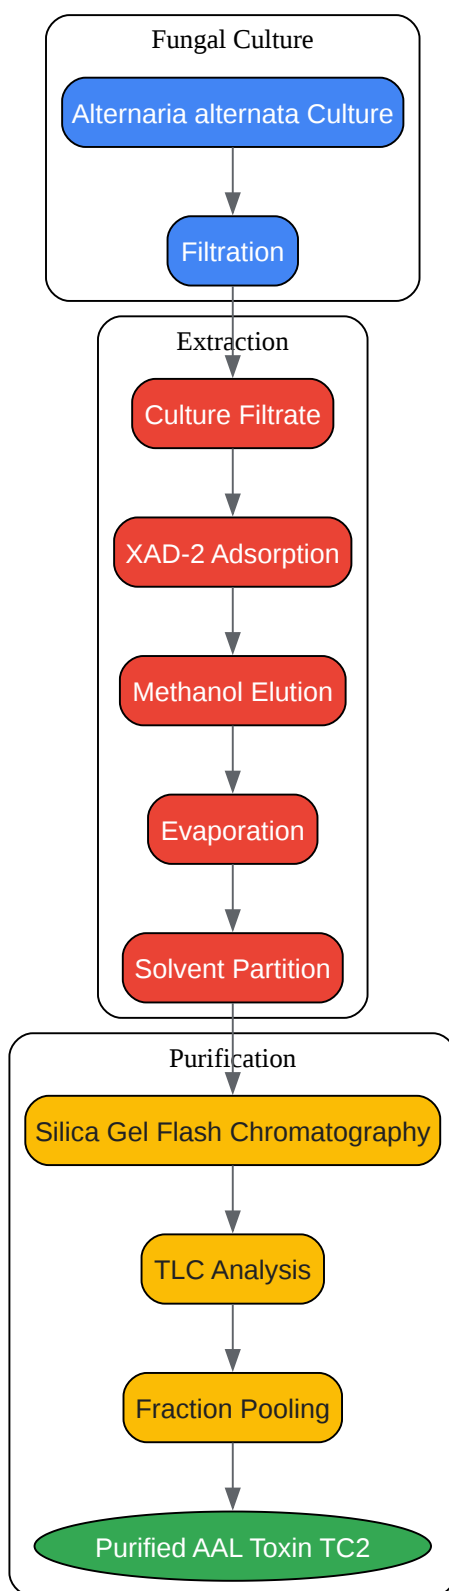 Fungal Culture
Alternaria alternata Culture
Filtration
Extraction
Culture Filtrate
XAD-2 Adsorption
Methanol Elution
Evaporation
Solvent Partition
Purification
Silica Gel Flash Chromatography
TLC Analysis
Fraction Pooling
Purified AAL Toxin TC2